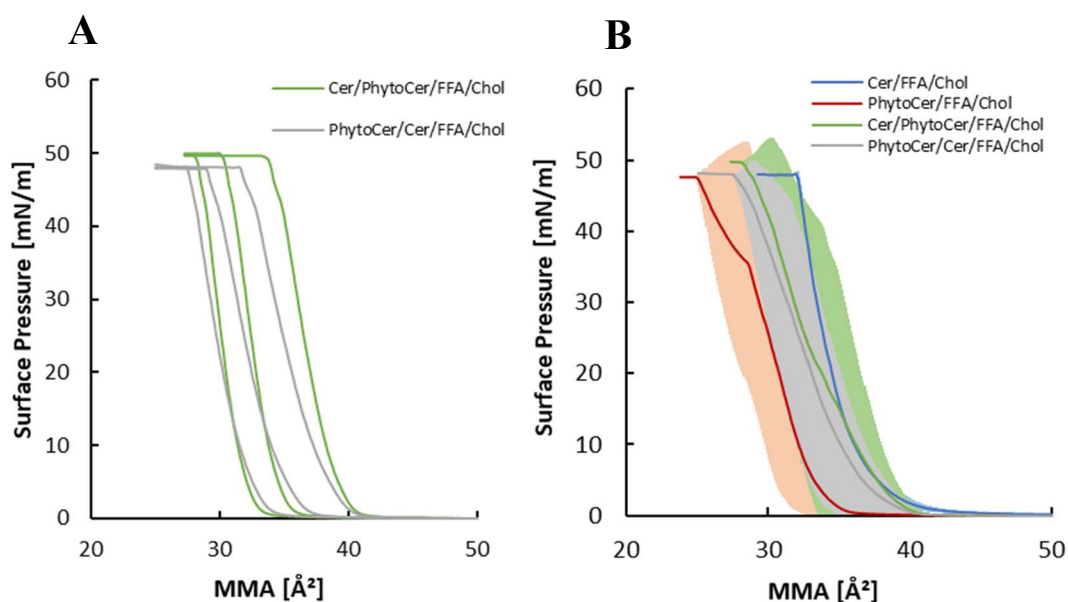 A
60
50
40
30
20
10
0
20
30
40
50
Surface Pressure [mN/m]
MMA [Å²]
Cer/PhytoCer/FFA/Chol
PhytoCer/Cer/FFA/Chol
B
60
50
40
30
20
10
0
20
30
40
50
Surface Pressure [mN/m]
MMA [Å²]
Cer/FFA/Chol
PhytoCer/FFA/Chol
Cer/PhytoCer/FFA/Chol
PhytoCer/Cer/FFA/Chol